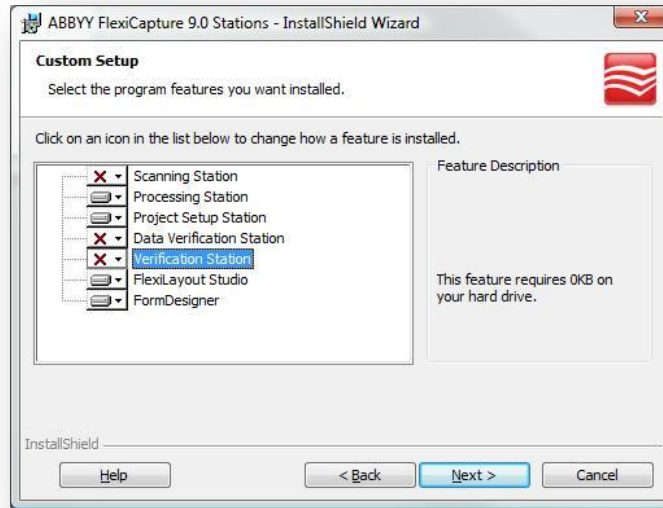 ABBYY FlexiCapture 9.0 Stations - InstallShield Wizard
Custom Setup
Select the program features you want installed.
Click on an icon in the list below to change how a feature is installed.
Scanning Station
Processing Station
Project Setup Station
Data Verification Station
Verification Station
FlexiLayout Studio
FormDesigner
Feature Description
This feature requires 0KB on
your hard drive.
InstallShield
Help
< Back
Next >
Cancel